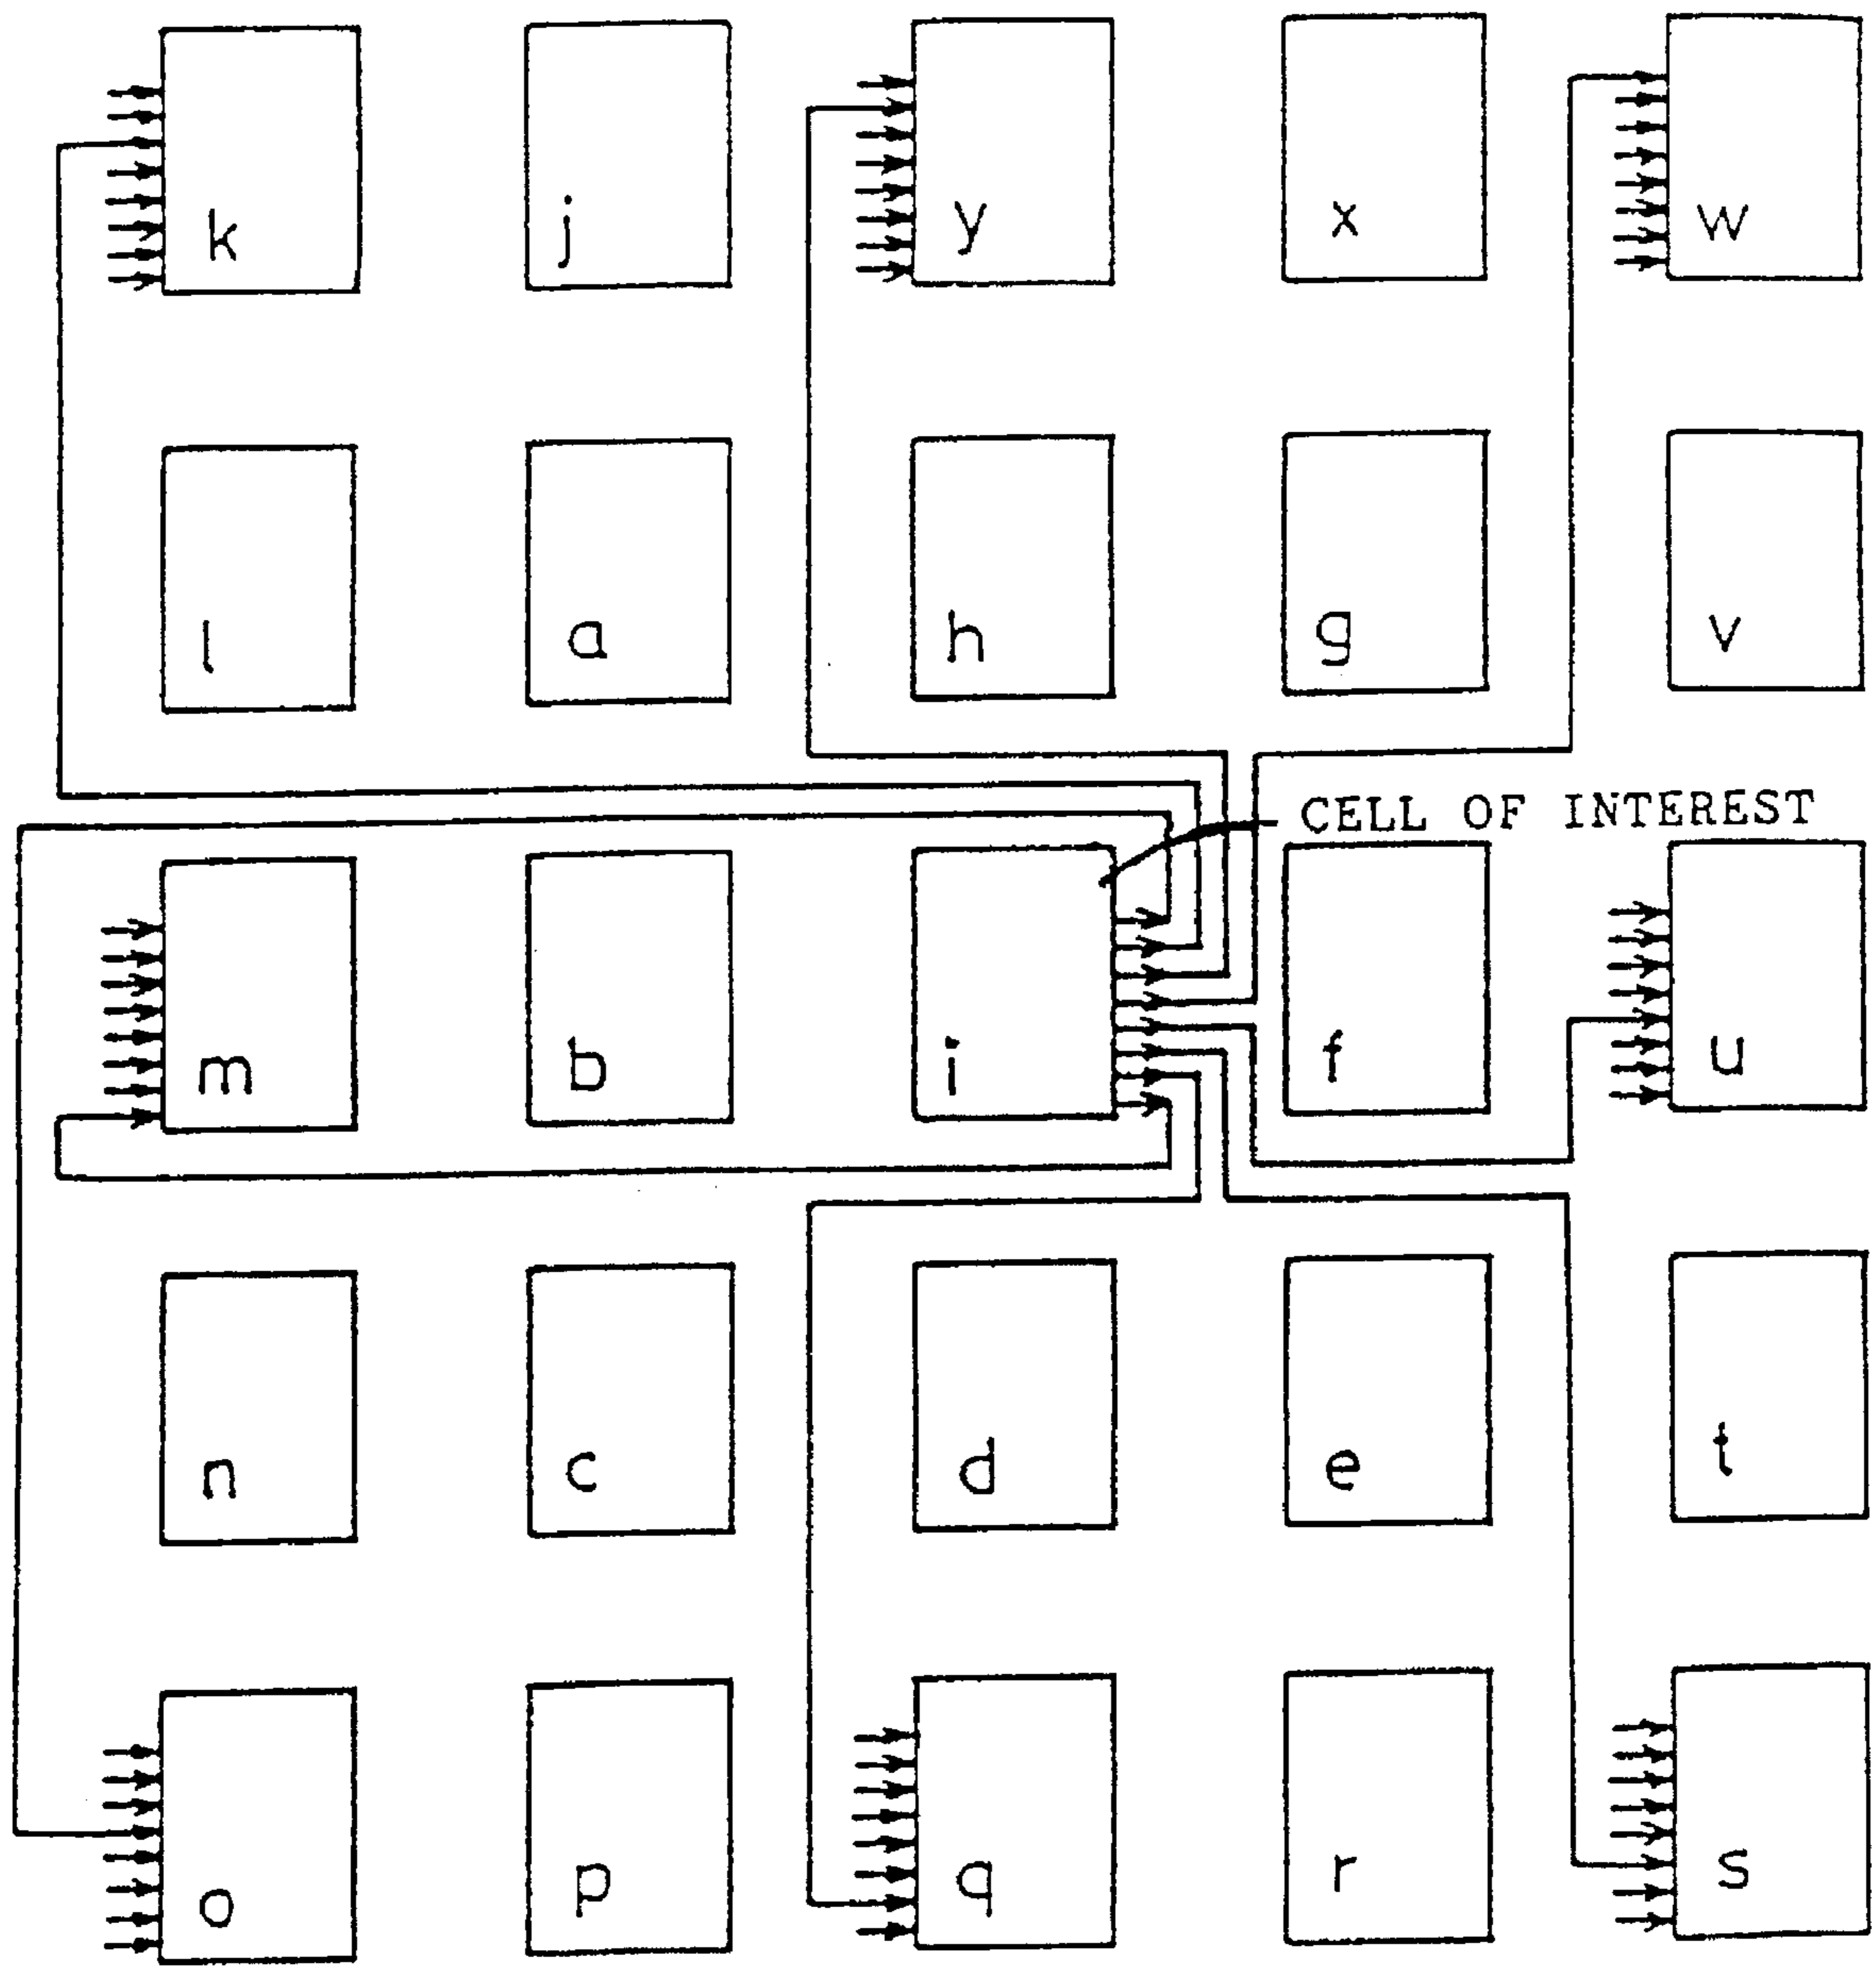 k j y x w
l a h g v
CELL OF INTEREST
m b i f u
n c d e t
o p q r s